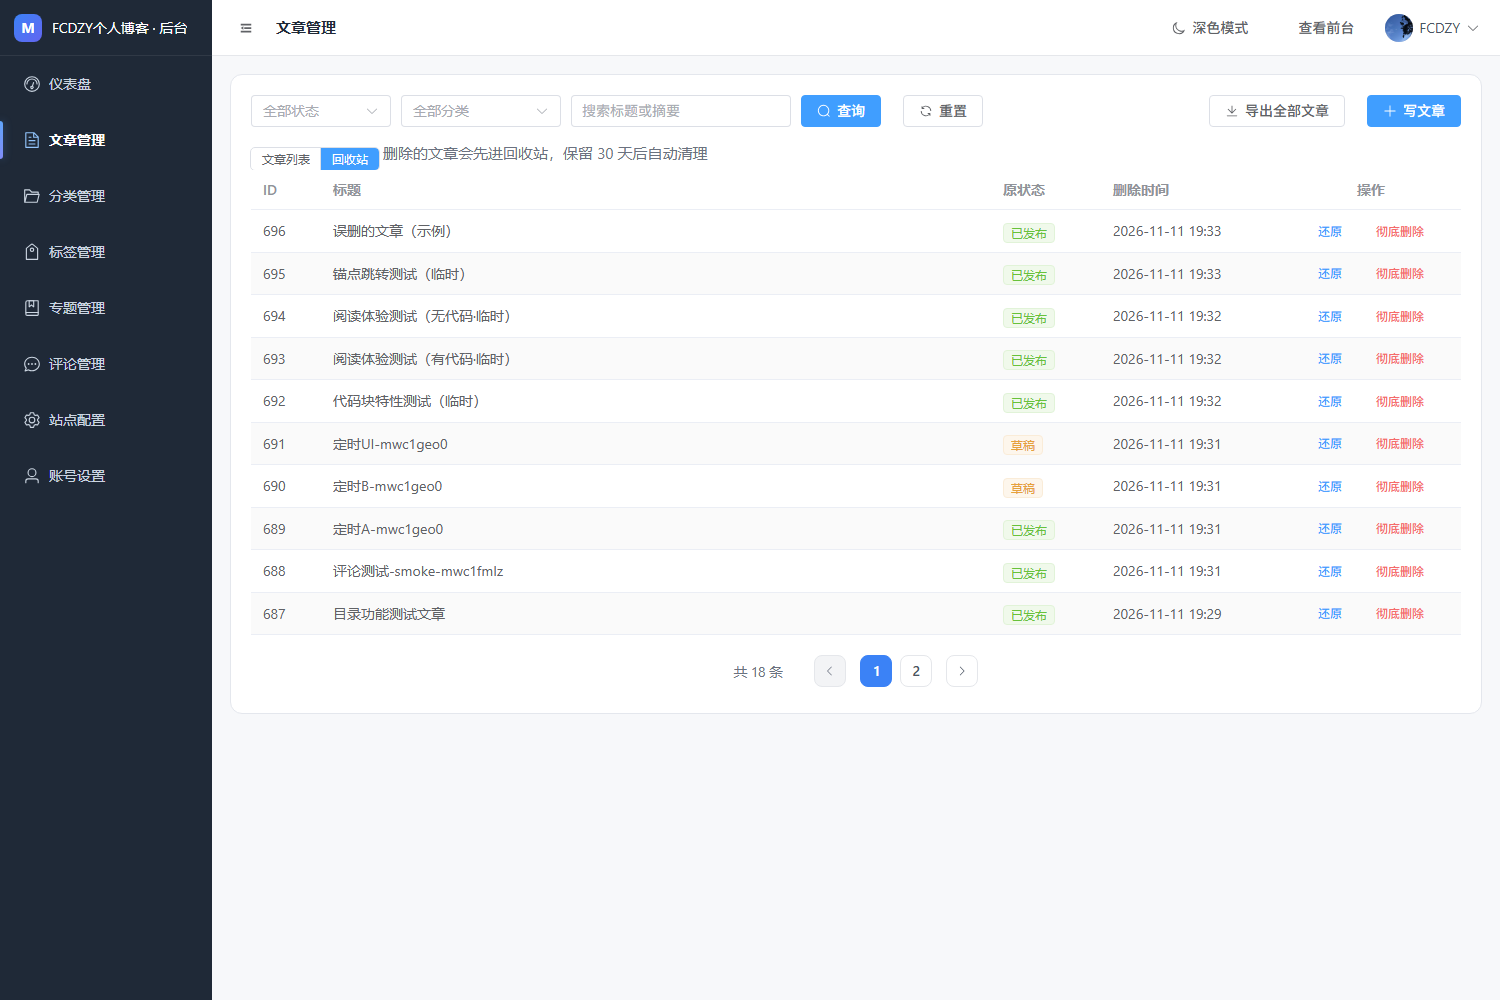 M FCDZY个人博客 · 后台
文章管理
深色模式
查看前台
FCDZY
仪表盘
文章管理
分类管理
标签管理
专题管理
评论管理
站点配置
账号设置
全部状态 全部分类 搜索标题或摘要 查询 重置 导出全部文章 写文章
文章列表 回收站 删除的文章会先进回收站，保留 30 天后自动清理
ID 标题 原状态 删除时间 操作
696 误删的文章（示例） 已发布 2026-11-11 19:33 还原 彻底删除
695 锚点跳转测试（临时） 已发布 2026-11-11 19:33 还原 彻底删除
694 阅读体验测试（无代码·临时） 已发布 2026-11-11 19:32 还原 彻底删除
693 阅读体验测试（有代码·临时） 已发布 2026-11-11 19:32 还原 彻底删除
692 代码块特性测试（临时） 已发布 2026-11-11 19:32 还原 彻底删除
691 定时UI-mwc1geo0 草稿 2026-11-11 19:31 还原 彻底删除
690 定时B-mwc1geo0 草稿 2026-11-11 19:31 还原 彻底删除
689 定时A-mwc1geo0 已发布 2026-11-11 19:31 还原 彻底删除
688 评论测试-smoke-mwc1fmlz 已发布 2026-11-11 19:31 还原 彻底删除
687 目录功能测试文章 已发布 2026-11-11 19:29 还原 彻底删除
共 18 条 1 2